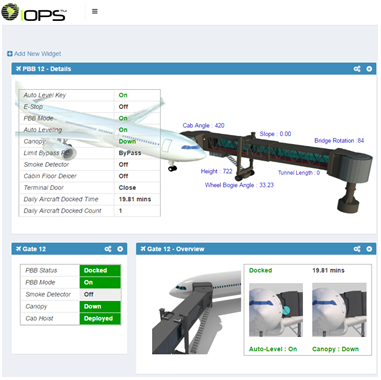 iOPS
Add New Widget
PBB 12 - Details
Auto Level Key On
E-Stop Off
PBB Mode On
Auto Leveling On
Canopy Down
Limit Bypass ByPass
Smoke Detector Off
Cabin Floor Deicer Off
Terminal Door Close
Daily Aircraft Docked Time 19.81 mins
Daily Aircraft Docked Count 1
Cab Angle : 420
Slope : 0.00
Bridge Rotation :84
Height : 722
Tunnel Length : 0
Wheel Bogie Angle : 33.23
Gate 12
PBB Status Docked
PBB Mode On
Smoke Detector Off
Canopy Down
Cab Hoist Deployed
Gate 12 - Overview
Docked 19.81 mins
Auto-Level : On Canopy : Down